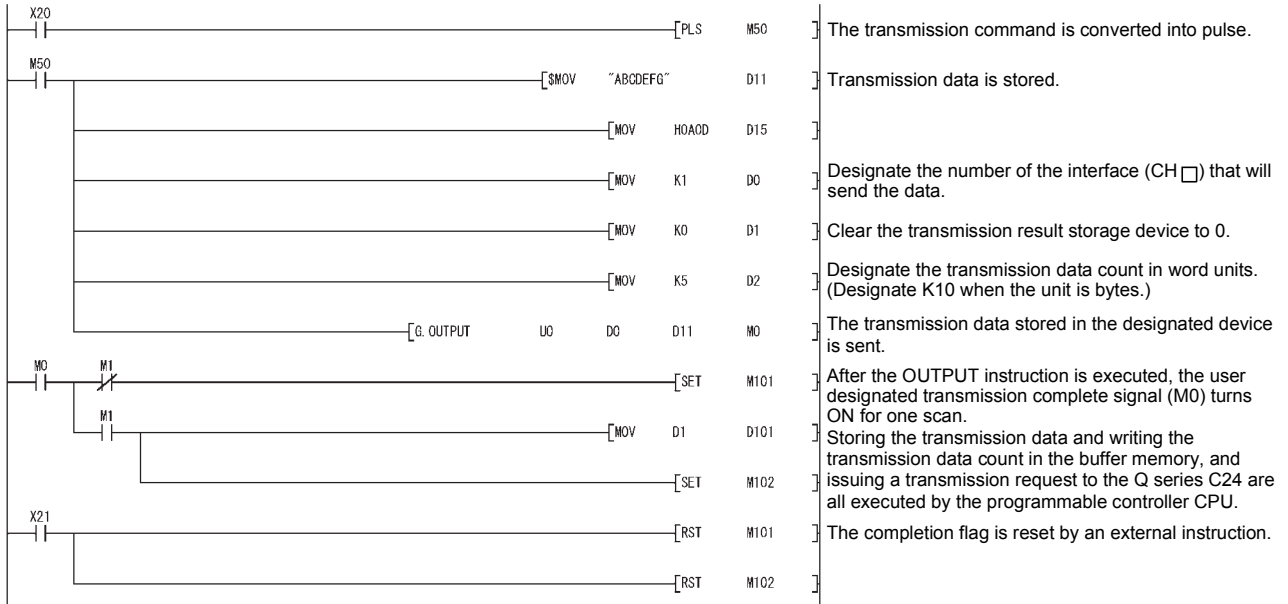 X20
[PLS M50 ] The transmission command is converted into pulse.
M50
[$MOV "ABCDEFG" D11 ] Transmission data is stored.
[MOV H0A0D D15 ]
[MOV K1 D0 ] Designate the number of the interface (CH □) that will
send the data.
[MOV K0 D1 ] Clear the transmission result storage device to 0.
[MOV K5 D2 ] Designate the transmission data count in word units.
(Designate K10 when the unit is bytes.)
[G.OUTPUT U0 D0 D11 M0 ] The transmission data stored in the designated device
is sent.
M0 M1
[SET M101 ] After the OUTPUT instruction is executed, the user
designated transmission complete signal (M0) turns
ON for one scan.
M1
[MOV D1 D101 ] Storing the transmission data and writing the
transmission data count in the buffer memory, and
[SET M102 ] issuing a transmission request to the Q series C24 are
all executed by the programmable controller CPU.
X21
[RST M101 ] The completion flag is reset by an external instruction.
[RST M102 ]